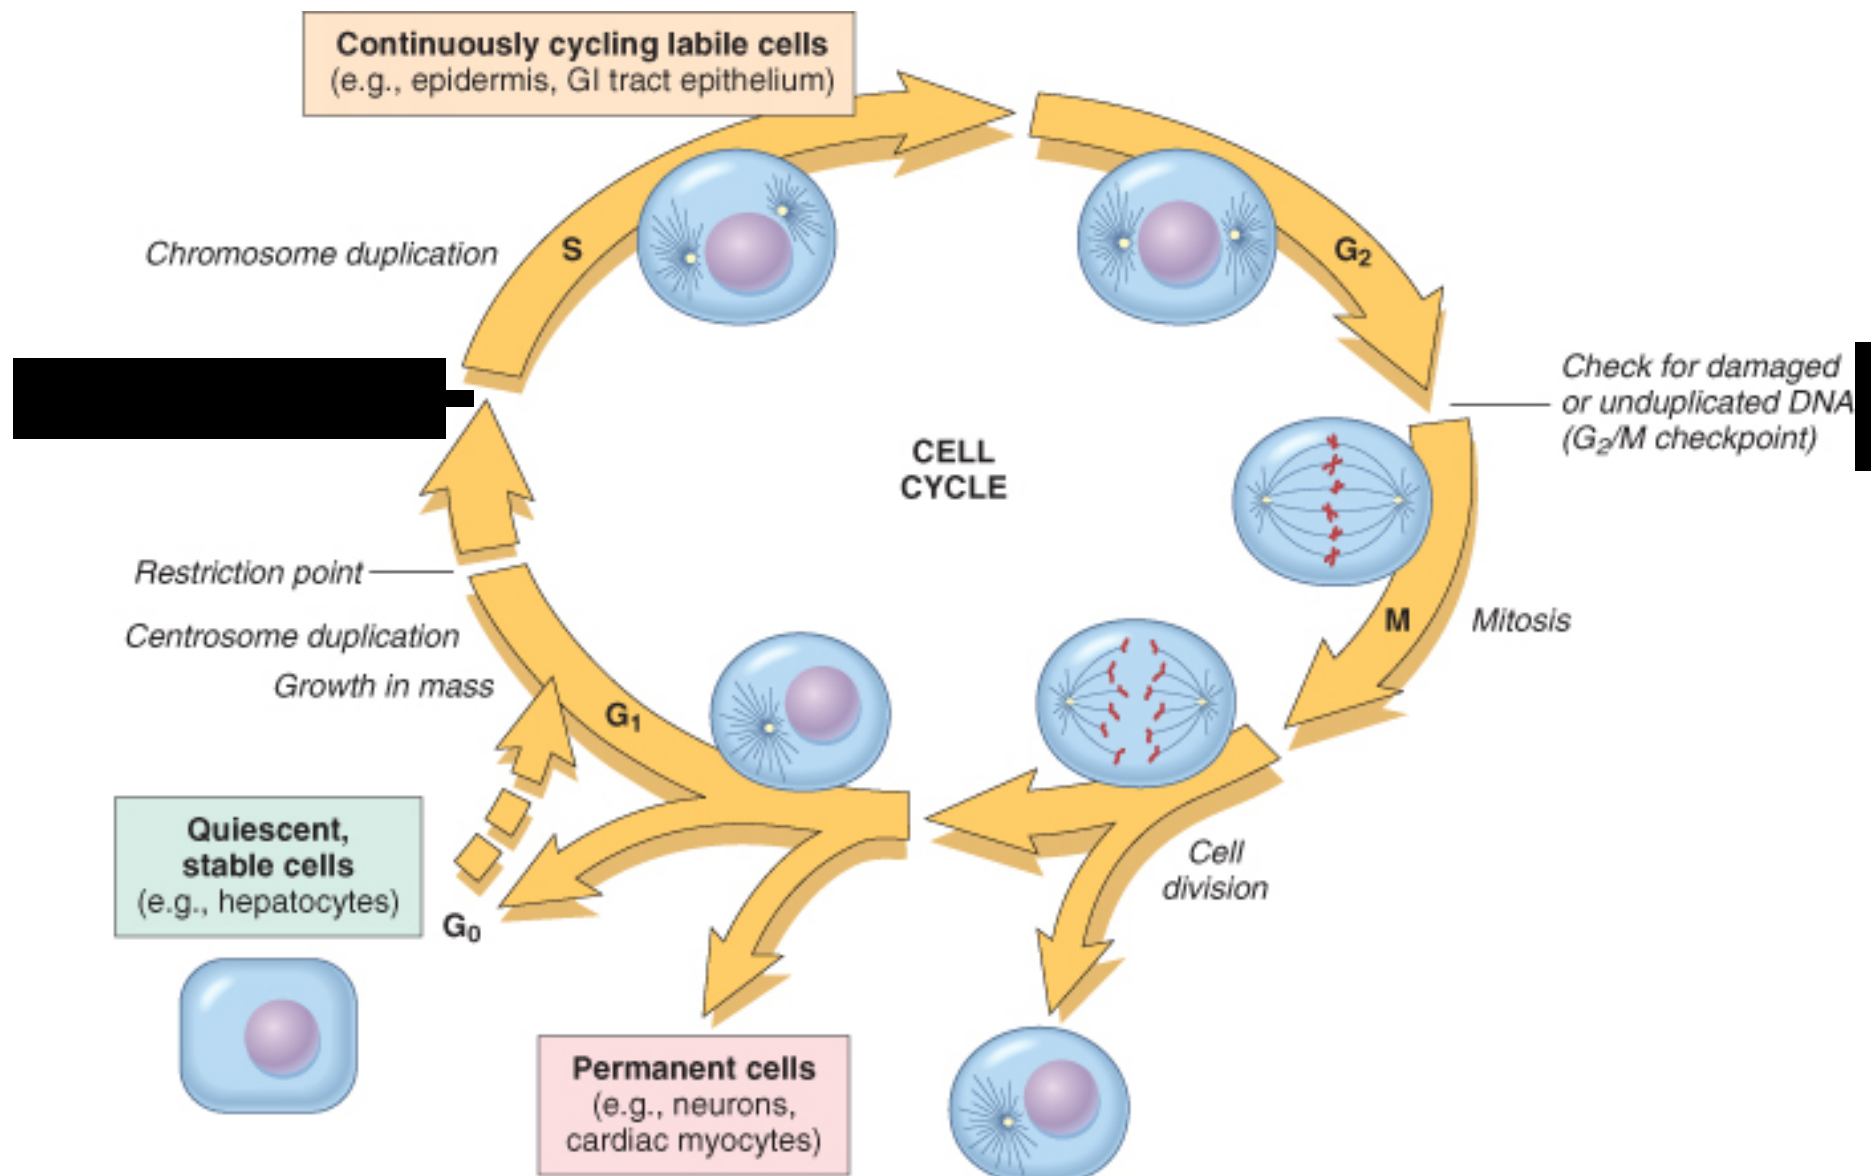 Continuously cycling labile cells
(e.g., epidermis, GI tract epithelium)
Chromosome duplication
S
G₂
Check for damaged
or unduplicated DNA
(G₂/M checkpoint)
CELL
CYCLE
Restriction point
Centrosome duplication
Growth in mass
G₁
M
Mitosis
Cell
division
Quiescent,
stable cells
(e.g., hepatocytes)
G₀
Permanent cells
(e.g., neurons,
cardiac myocytes)